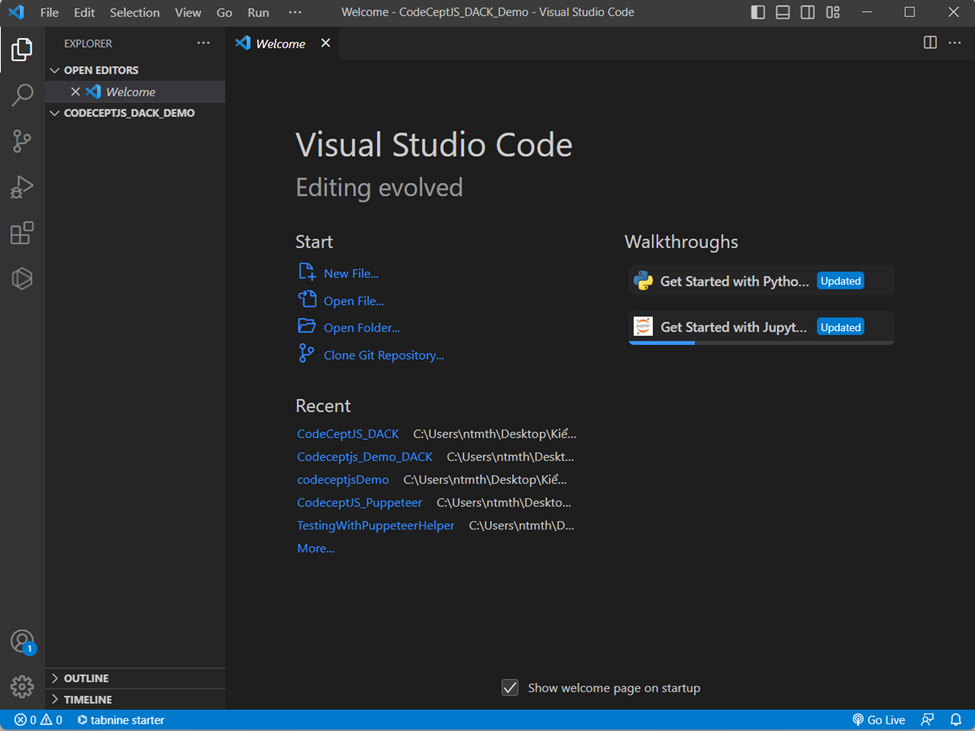 File Edit Selection View Go Run ··· Welcome - CodeCeptJS_DACK_Demo - Visual Studio Code
EXPLORER ···
Welcome
OPEN EDITORS
Welcome
CODECEPTJS_DACK_DEMO
Visual Studio Code
Editing evolved
Start
New File...
Open File...
Open Folder...
Clone Git Repository...
Recent
CodeCeptJS_DACK C:\Users\ntmth\Desktop\Kiể...
Codeceptjs_Demo_DACK C:\Users\ntmth\Deskt...
codeceptjsDemo C:\Users\ntmth\Desktop\Kiể...
CodeceptJS_Puppeteer C:\Users\ntmth\Deskto...
TestingWithPuppeteerHelper C:\Users\ntmth\D...
More...
Walkthroughs
Get Started with Pytho... Updated
Get Started with Jupyt... Updated
Show welcome page on startup
1
OUTLINE
TIMELINE
0 0 tabnine starter Go Live